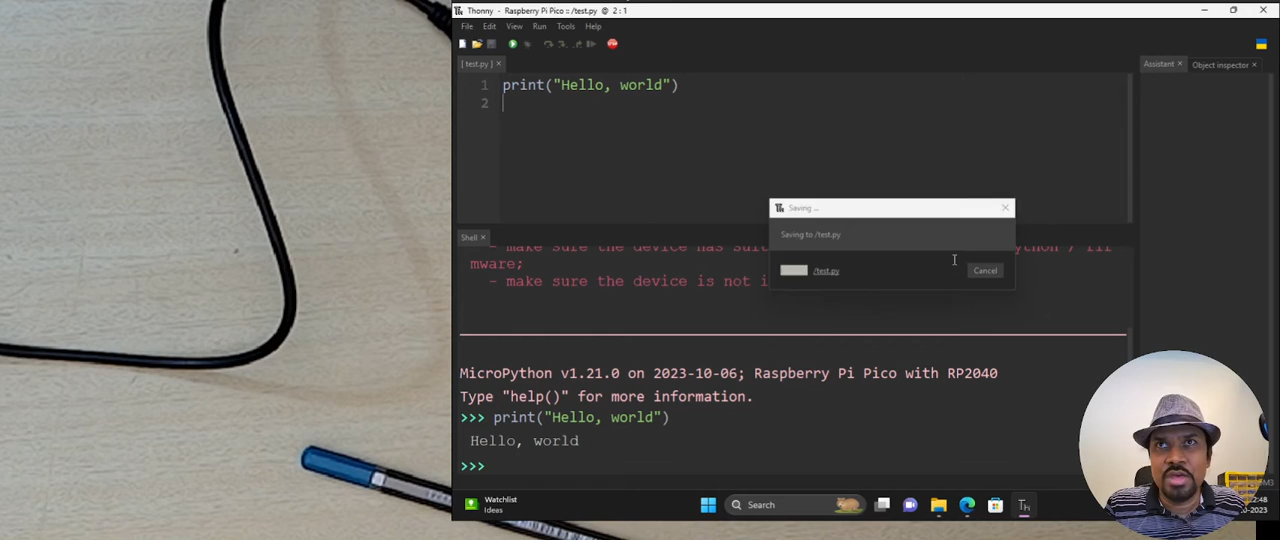 Thonny - Raspberry Pi Pico :: /test.py @ 2 : 1
File Edit View Run Tools Help
[ test.py ]
Assistant
Object inspector
1 print("Hello, world")
2
Saving ...
Saving to /test.py
/test.py
Cancel
Shell
mware;
- make sure the device is not i
MicroPython v1.21.0 on 2023-10-06; Raspberry Pi Pico with RP2040
Type "help()" for more information.
>>> print("Hello, world")
Hello, world
>>>
Watchlist
Ideas
Search